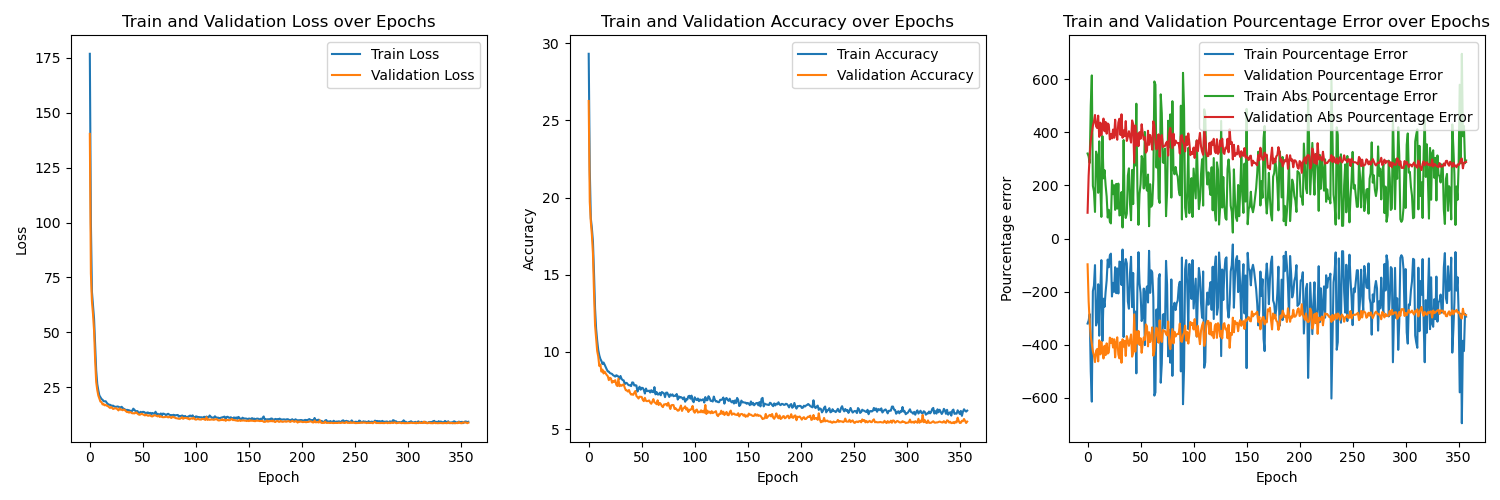 Train and Validation Loss over Epochs
Train Loss
Validation Loss
175
150
125
100
75
50
25
Loss
0 50 100 150 200 250 300 350
Epoch
Train and Validation Accuracy over Epochs
Train Accuracy
Validation Accuracy
30
25
20
15
10
5
Accuracy
0 50 100 150 200 250 300 350
Epoch
Train and Validation Pourcentage Error over Epochs
Train Pourcentage Error
Validation Pourcentage Error
Train Abs Pourcentage Error
Validation Abs Pourcentage Error
600
400
200
0
−200
−400
−600
Pourcentage error
0 50 100 150 200 250 300 350
Epoch